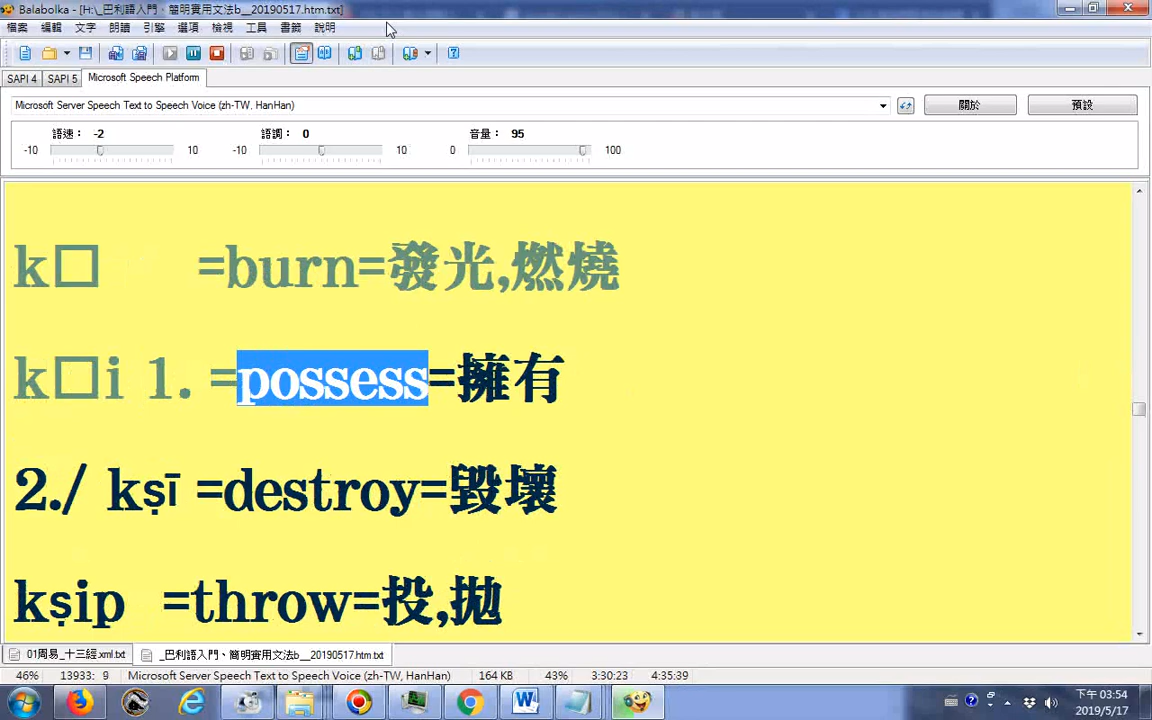 Balabolka - [H:\_巴利語入門、簡明實用文法b__20190517.htm.txt]
檔案 編輯 文字 朗讀 引擎 選項 檢視 工具 書籤 說明
SAPI 4 SAPI 5 Microsoft Speech Platform
Microsoft Server Speech Text to Speech Voice (zh-TW, HanHan) 關於 預設
語速： -2 語調： 0 音量： 95
-10 10 -10 10 0 100
k□ =burn=發光,燃燒
k□i 1. =possess=擁有
2./ kṣī =destroy=毀壞
kṣip =throw=投,拋
01周易_十三經.xml.txt _巴利語入門、簡明實用文法b__20190517.htm.txt
46% 13933: 9 Microsoft Server Speech Text to Speech Voice (zh-TW, HanHan) 164 KB 43% 3:30:23 4:35:39
下午 03:54
2019/5/17